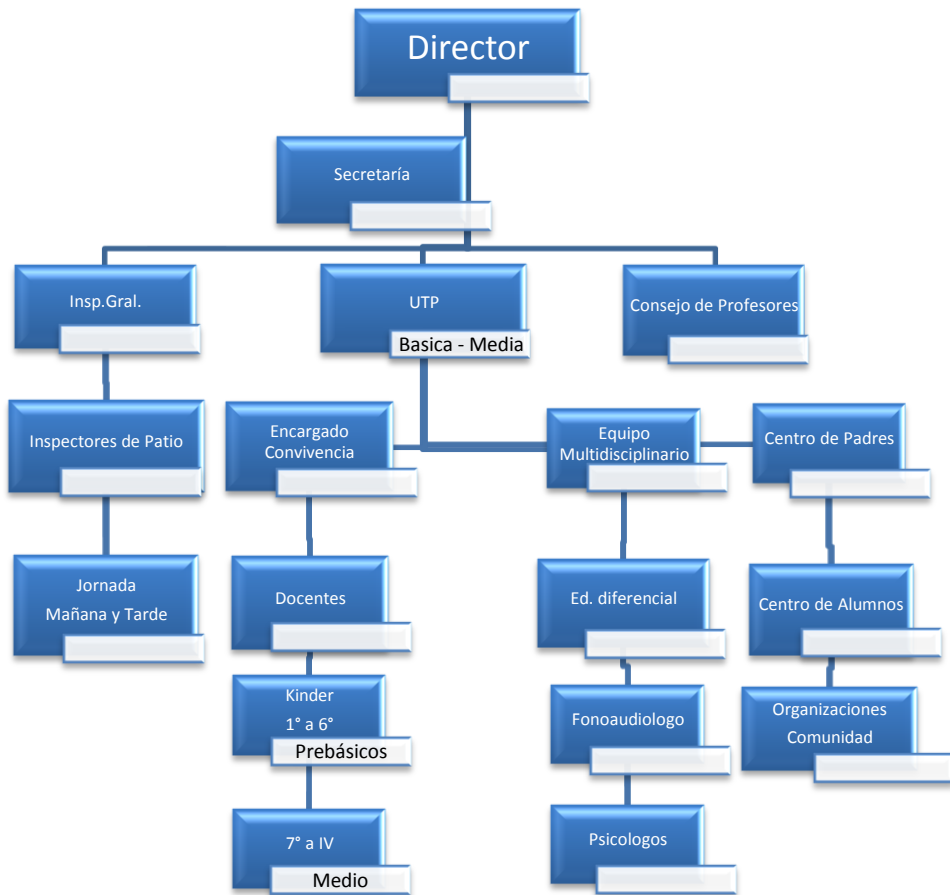 Director
Secretaría
Insp.Gral.
UTP
Basica - Media
Consejo de Profesores
Inspectores de Patio
Encargado
Convivencia
Equipo
Multidisciplinario
Centro de Padres
Jornada
Mañana y Tarde
Docentes
Ed. diferencial
Centro de Alumnos
Kinder
1° a 6°
Prebásicos
Fonoaudiologo
Organizaciones
Comunidad
7° a IV
Medio
Psicologos